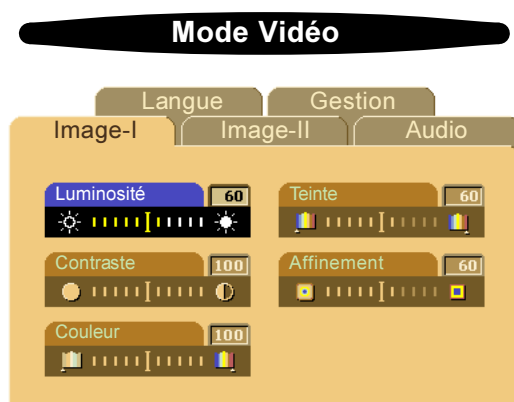 Mode Vidéo
Langue Gestion
Image-I Image-II Audio
Luminosité 60 Teinte 60
Contraste 100 Affinement 60
Couleur 100